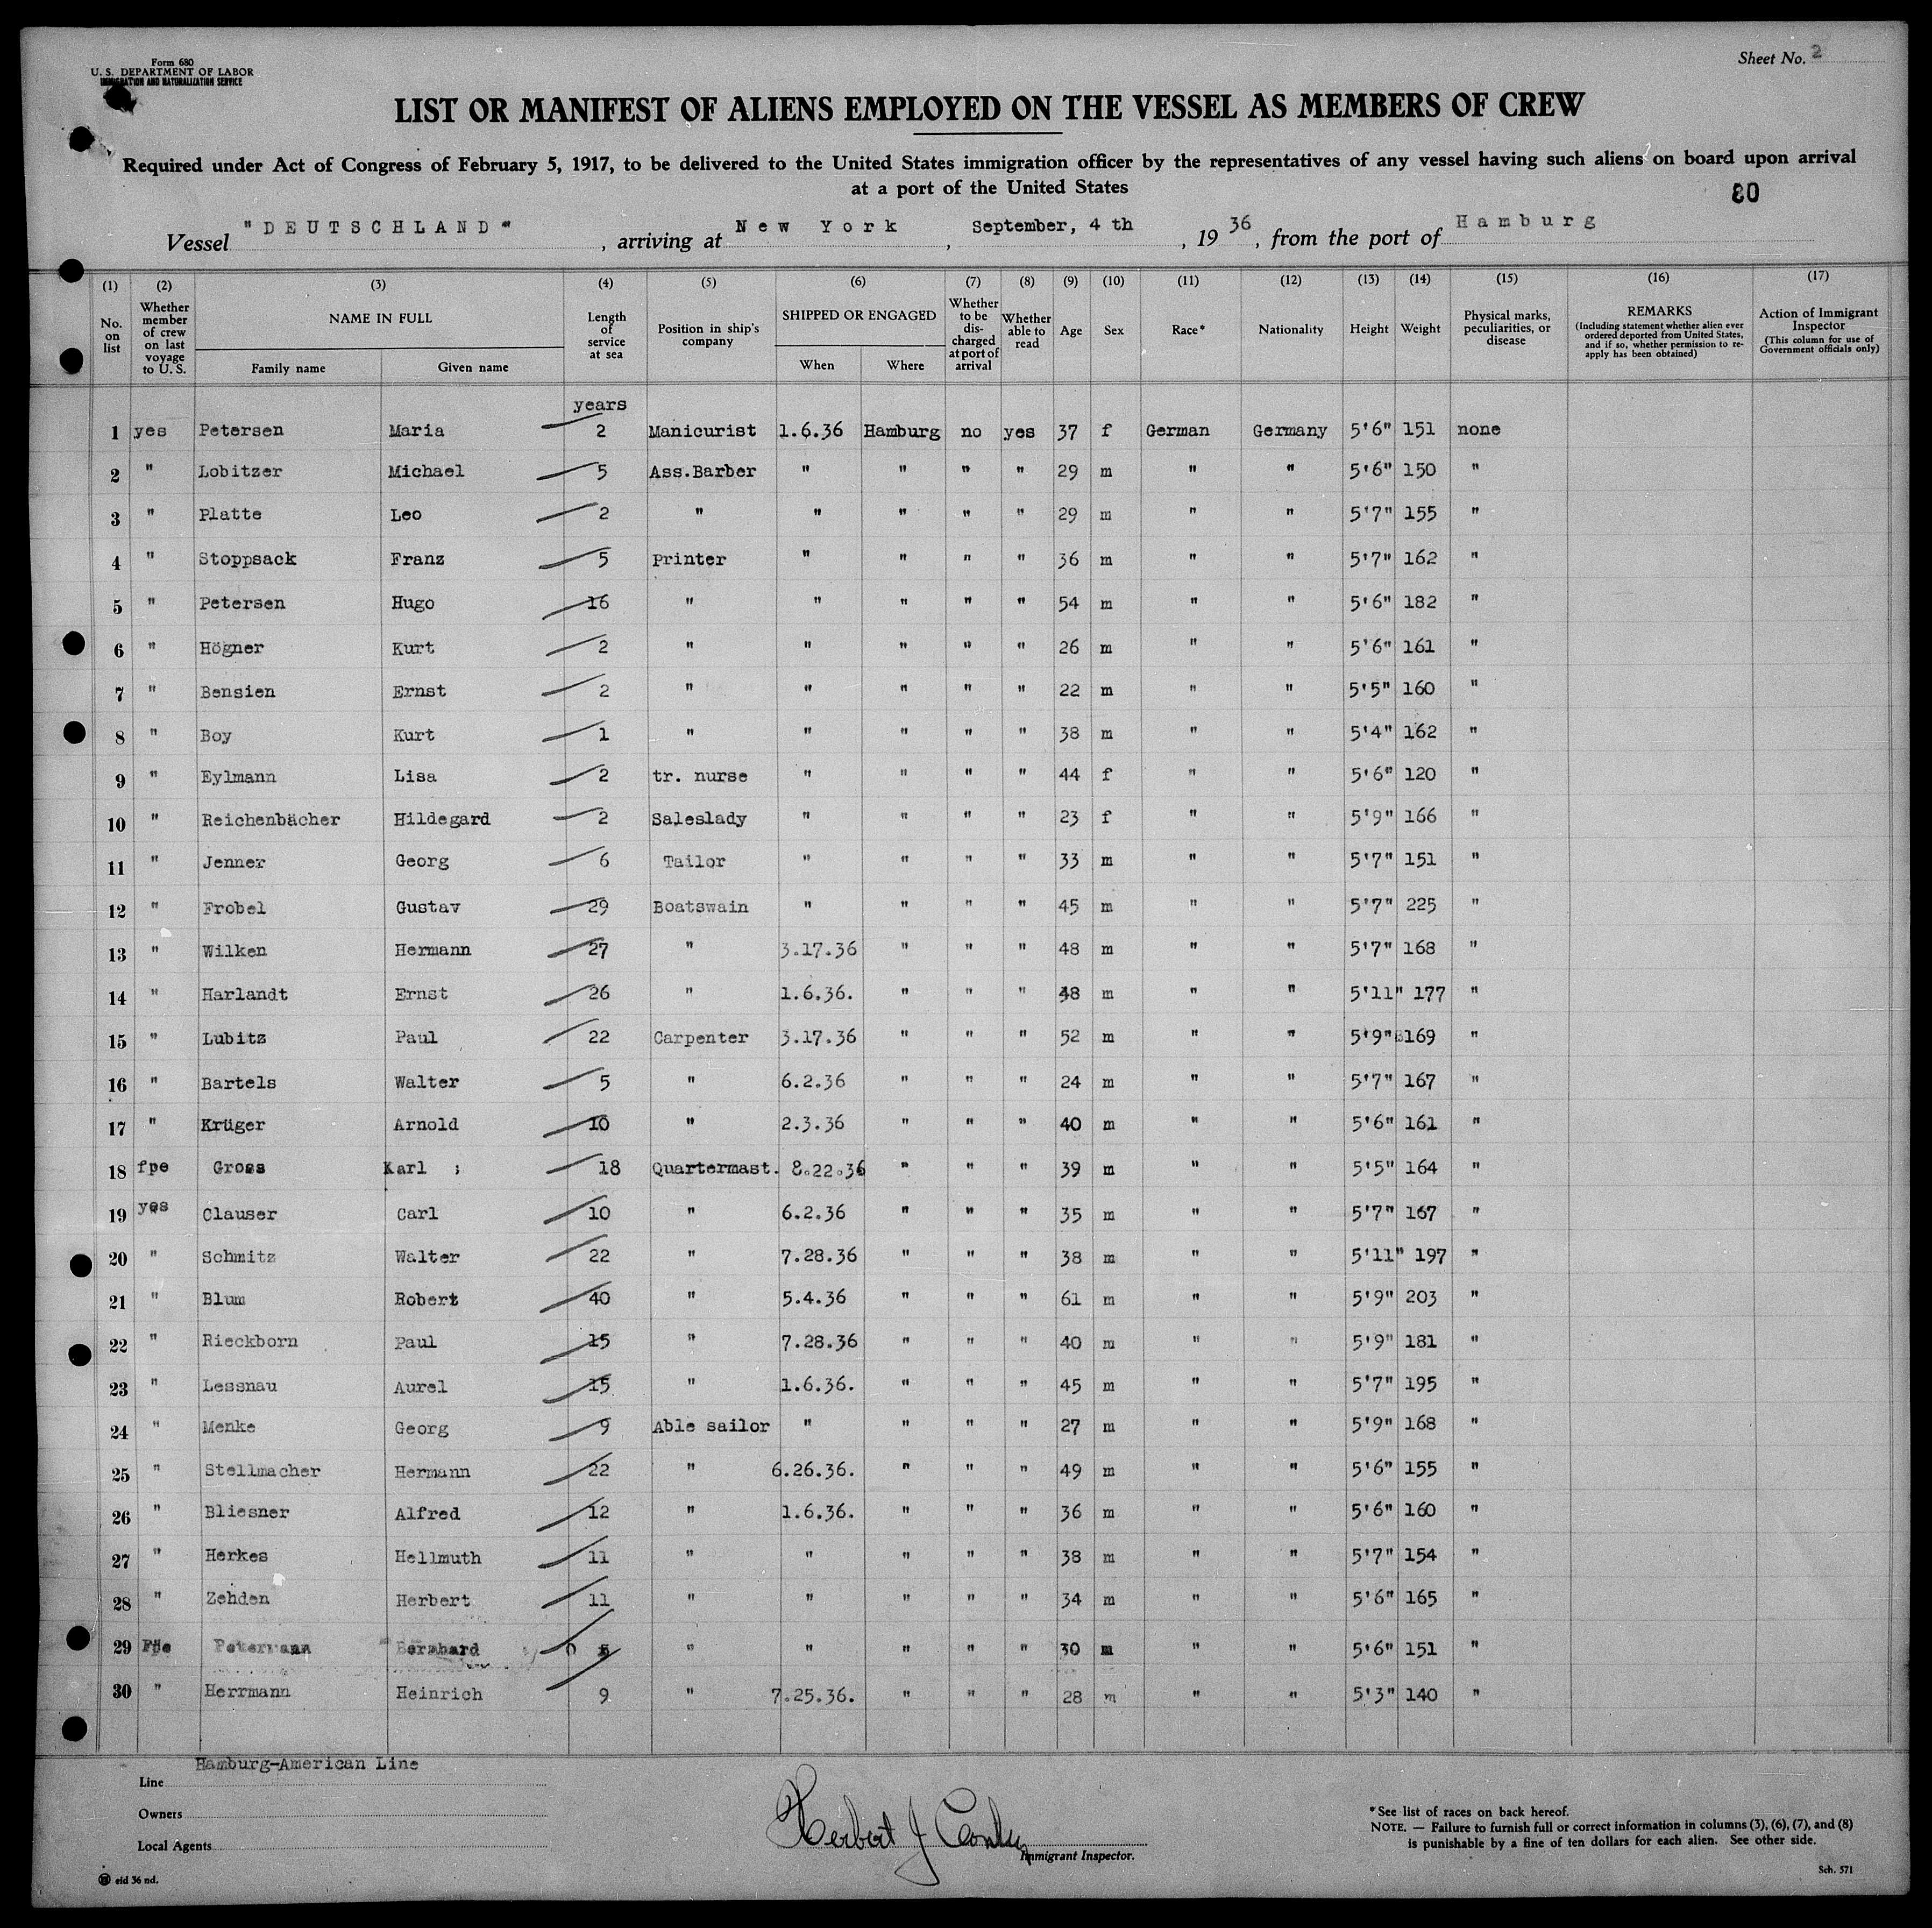 Form 680
U. S. DEPARTMENT OF LABOR
IMMIGRATION AND NATURALIZATION SERVICE
Sheet No. 2
LIST OR MANIFEST OF ALIENS EMPLOYED ON THE VESSEL AS MEMBERS OF CREW
Required under Act of Congress of February 5, 1917, to be delivered to the United States immigration officer by the representatives of any vessel having such aliens on board upon arrival
at a port of the United States
80
Vessel "DEUTSCHLAND" , arriving at New York , September, 4 th , 19 36 , from the port of Hamburg
(1) (2) (3) (4) (5) (6) (7) (8) (9) (10) (11) (12) (13) (14) (15) (16) (17)
No. on list
Whether member of crew on last voyage to U. S.
NAME IN FULL
Family name Given name
Length of service at sea
Position in ship's company
SHIPPED OR ENGAGED
When Where
Whether to be discharged at port of arrival
Whether able to read
Age
Sex
Race*
Nationality
Height
Weight
Physical marks, peculiarities, or disease
REMARKS
(Including statement whether alien ever ordered deported from United States, and if so, whether permission to re-apply has been obtained)
Action of Immigrant Inspector
(This column for use of Government officials only)
years
1 yes Petersen Maria 2 Manicurist 1.6.36 Hamburg no yes 37 f German Germany 5'6" 151 none
2 " Lobitzer Michael 5 Ass.Barber " " " " 29 m " " 5'6" 150 "
3 " Platte Leo 2 " " " " " 29 m " " 5'7" 155 "
4 " Stoppsack Franz 5 Printer " " " " 36 m " " 5'7" 162 "
5 " Petersen Hugo 16 " " " " " 54 m " " 5'6" 182 "
6 " Högner Kurt 2 " " " " " 26 m " " 5'6" 161 "
7 " Bensien Ernst 2 " " " " " 22 m " " 5'5" 160 "
8 " Boy Kurt 1 " " " " " 38 m " " 5'4" 162 "
9 " Eylmann Lisa 2 tr. nurse " " " " 44 f " " 5'6" 120 "
10 " Reichenbächer Hildegard 2 Saleslady " " " " 23 f " " 5'9" 166 "
11 " Jenner Georg 6 Tailor " " " " 33 m " " 5'7" 151 "
12 " Frobel Gustav 29 Boatswain " " " " 45 m " " 5'7" 225 "
13 " Wilken Hermann 27 " 3.17.36 " " " 48 m " " 5'7" 168 "
14 " Harlandt Ernst 26 " 1.6.36. " " " 48 m " " 5'11" 177 "
15 " Lubitz Paul 22 Carpenter 3.17.36 " " " 52 m " " 5'9" 169 "
16 " Bartels Walter 5 " 6.2.36 " " " 24 m " " 5'7" 167 "
17 " Krüger Arnold 10 " 2.3.36 " " " 40 m " " 5'6" 161 "
18 fpe Gross Karl ; 18 Quartermast. 8.22.36 " " " 39 m " " 5'5" 164 "
19 yes Clauser Carl 10 " 6.2.36 " " " 35 m " " 5'7" 167 "
20 " Schmitz Walter 22 " 7.28.36 " " " 38 m " " 5'11" 197 "
21 " Blum Robert 40 " 5.4.36 " " " 61 m " " 5'9" 203 "
22 " Rieckborn Paul 15 " 7.28.36 " " " 40 m " " 5'9" 181 "
23 " Lessnau Aurel 15 " 1.6.36. " " " 45 m " " 5'7" 195 "
24 " Menke Georg 9 Able sailor " " " " 27 m " " 5'9" 168 "
25 " Stellmacher Hermann 22 " 6.26.36. " " " 49 m " " 5'6" 155 "
26 " Bliesner Alfred 12 " 1.6.36. " " " 36 m " " 5'6" 160 "
27 " Herkes Hellmuth 11 " " " " " 38 m " " 5'7" 154 "
28 " Zehden Herbert 11 " " " " " 34 m " " 5'6" 165 "
29 Fpe Petermann Bernhard " " " " " 30 m " " 5'6" 151 "
30 " Herrmann Heinrich 9 " 7.25.36. " " " 28 m " " 5'3" 140 "
Line Hamburg-American Line
Owners
Local Agents
Herbert J
Immigrant Inspector.
*See list of races on back hereof.
NOTE. — Failure to furnish full or correct information in columns (3), (6), (7), and (8)
is punishable by a fine of ten dollars for each alien. See other side.
eid 36 nd.
Sch. 571